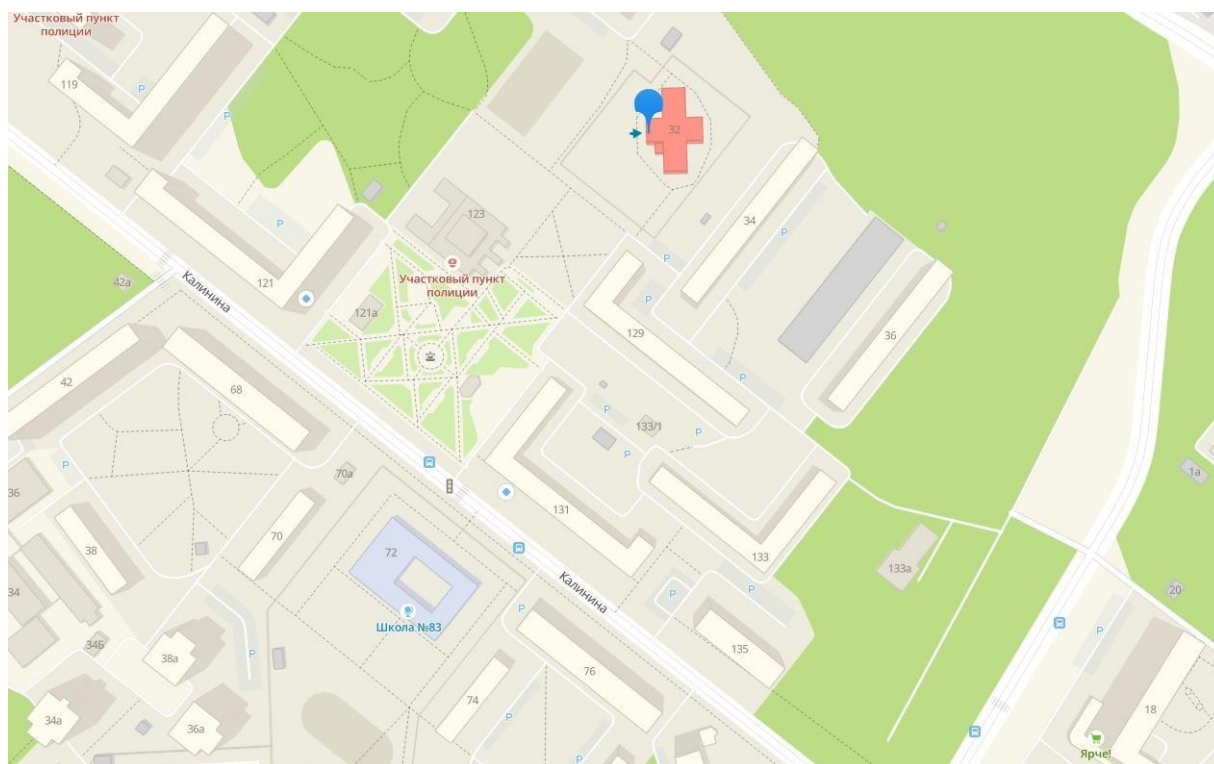 Участковый пункт
полиции
119
P
P
32
123
P
34
P
P
42а
Калинина
121
Участковый пункт
полиции
121а
P
129
36
42
68
P
P
133/1
P
P
P
70а
36
131
1а
38
70
72
133
133а
34
Калинина
20
Школа №83
P
P
P
P
34Б
38а
P
135
76
74
34а
36а
P
18
P
Ярче!